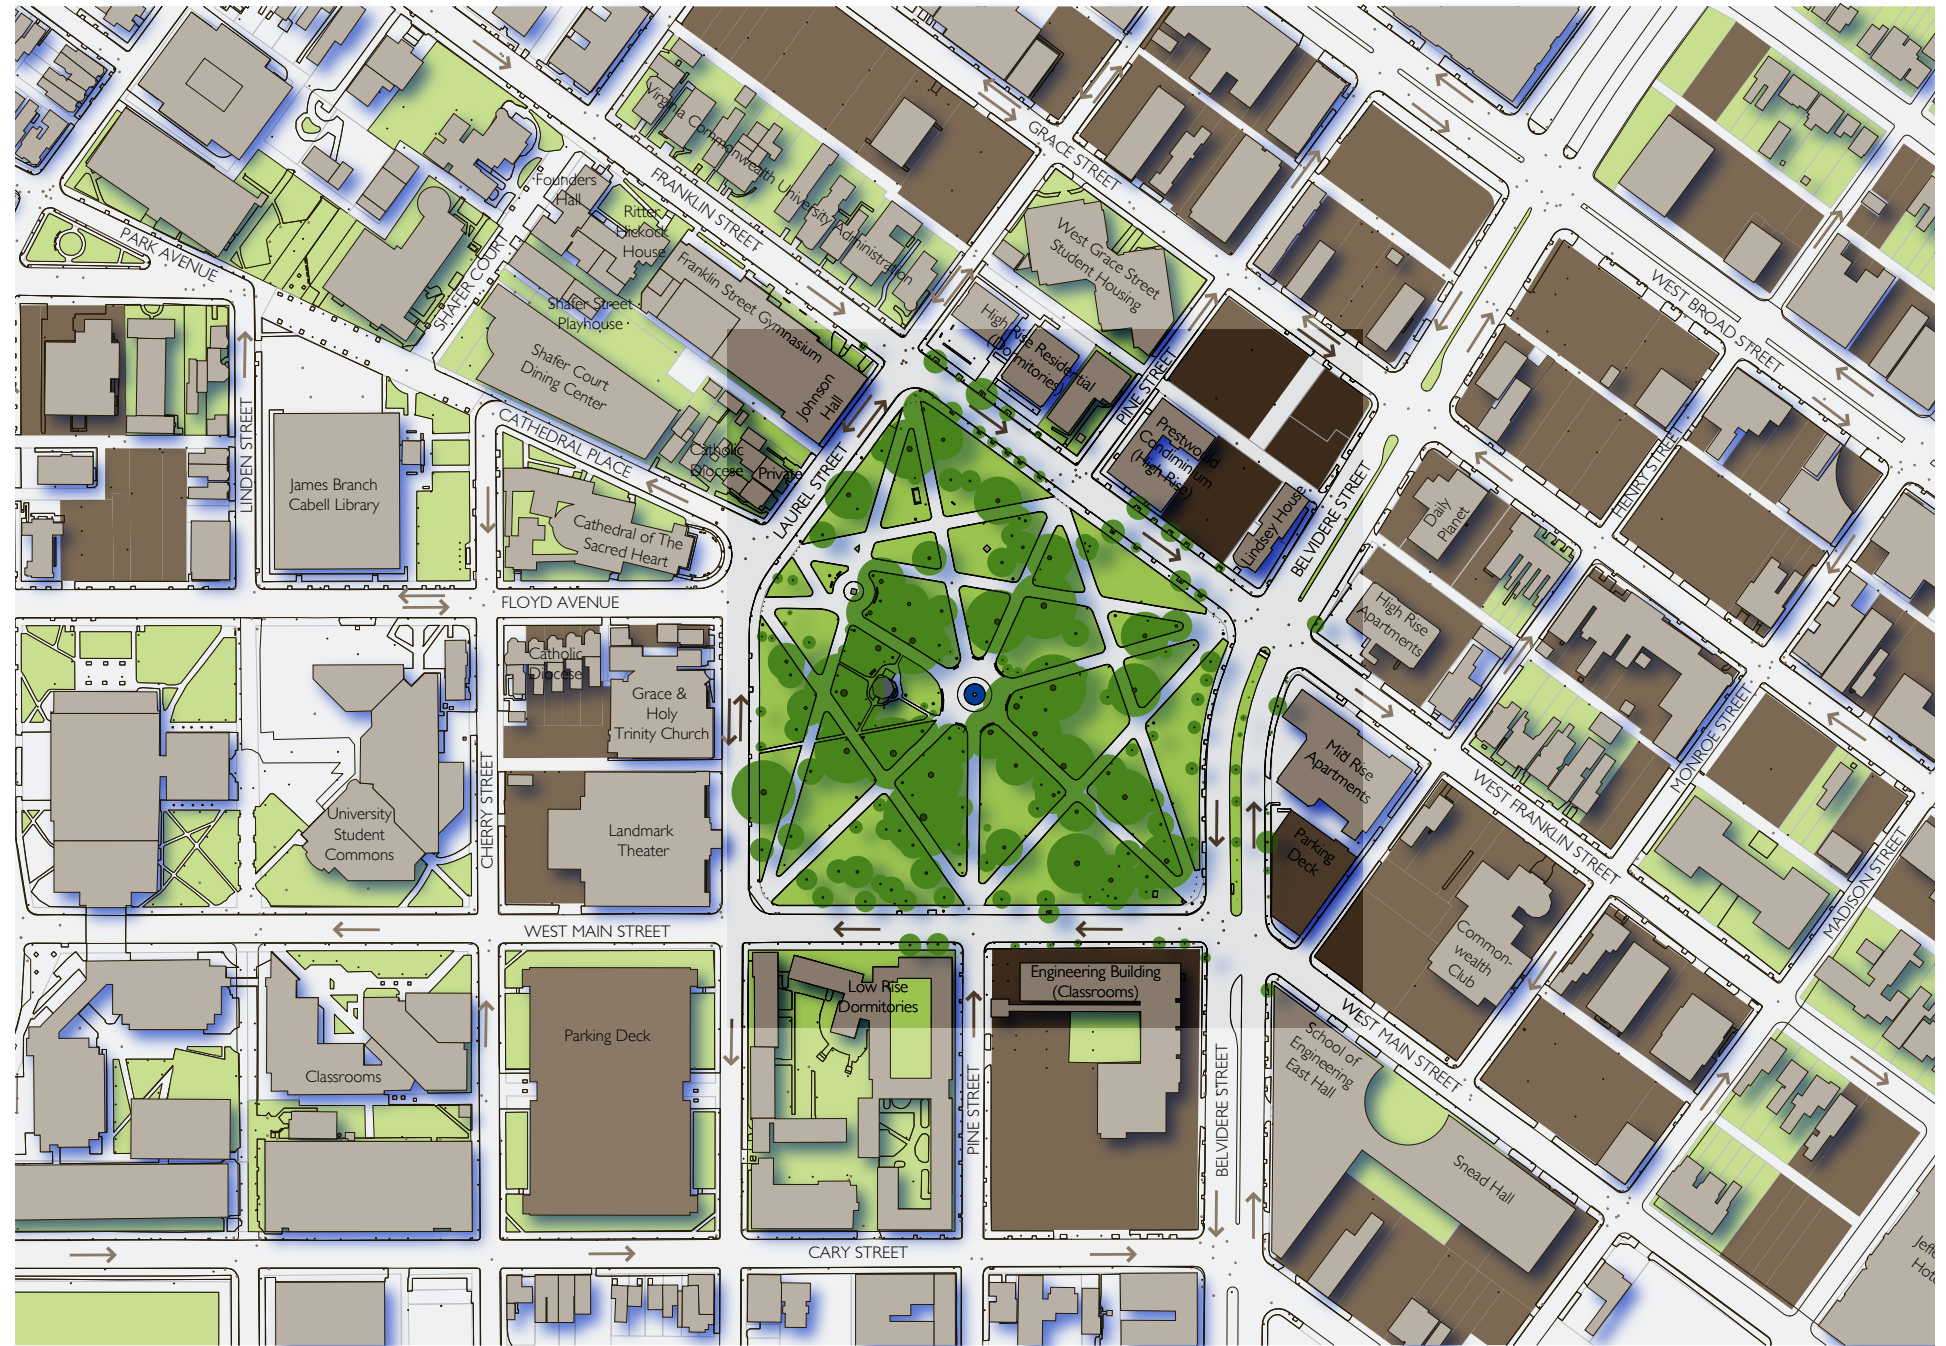 Virginia Commonwealth University Administration
GRACE STREET
FRANKLIN STREET
Founders
Hall
Ritter
Hickock
House
PARK AVENUE
SHAFER COURT
Shafer Street
Playhouse
Franklin Street Gymasium
Johnson
Hall
West Grace Street
Student Housing
High Rise Residential
(Dormitories)
WEST BROAD STREET
Shafer Court
Dining Center
CATHEDRAL PLACE
Catholic
Diocese
Private
LAUREL STREET
PINE STREET
Prestwould
Condiminum
(High Rise)
Lindsey House
BELVIDERE STREET
HENRY STREET
Daily
Planet
LINDEN STREET
James Branch
Cabell Library
Cathedral of The
Sacred Heart
FLOYD AVENUE
High Rise
Apartments
Catholic
Diocese
Grace &
Holy
Trinity Church
CHERRY STREET
University
Student
Commons
Landmark
Theater
Mid Rise
Apartments
Parking
Deck
WEST FRANKLIN STREET
MONROE STREET
MADISON STREET
Common-
wealth
Club
WEST MAIN STREET
Low Rise
Dormitories
Engineering Building
(Classrooms)
WEST MAIN STREET
School of
Engineering
East Hall
Parking Deck
Classrooms
PINE STREET
BELVIDERE STREET
Snead Hall
CARY STREET
Jeffe
Hot